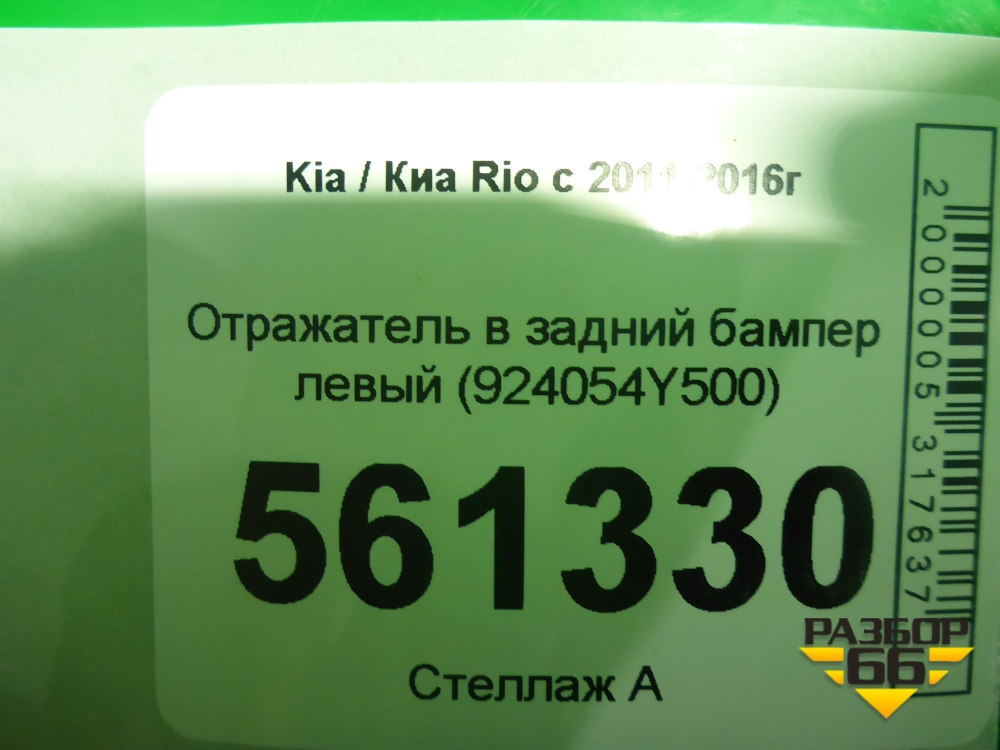 Kia / Киа Rio с 2011-2016г
Отражатель в задний бампер
левый (924054Y500)
561330
Стеллаж А
2000005317637
РАЗБОР
66